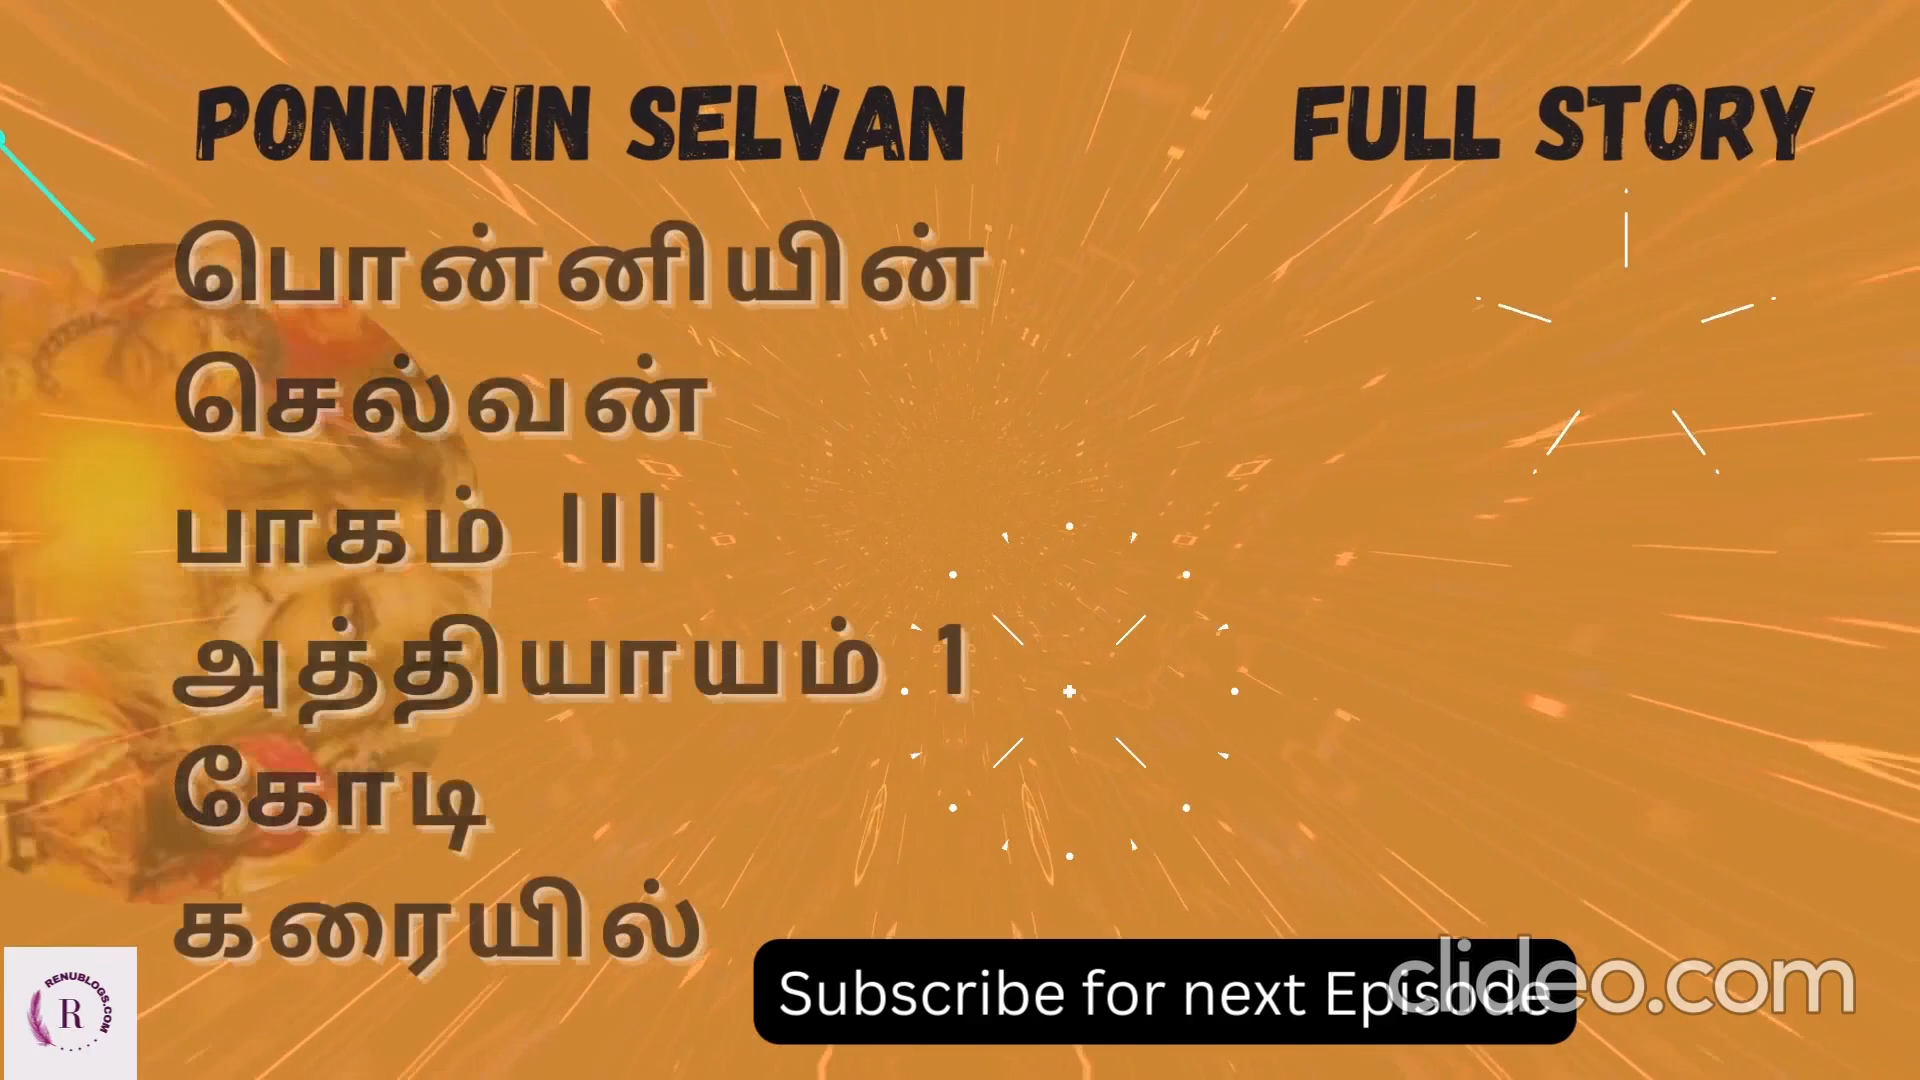 PONNIYIN SELVAN FULL STORY
பொன்னியின்
செல்வன்
பாகம் III
அத்தியாயம் 1
கோடி
கரையில்
Subscribe for next Episode
clideo.com
RENUBLOGS.COM
R